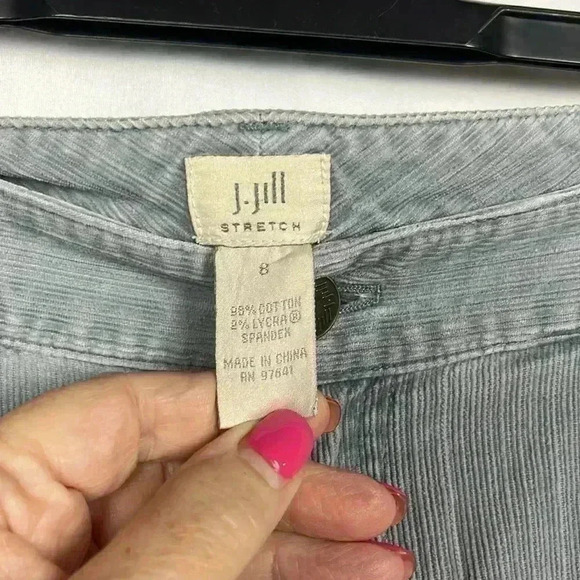 J.Jill
STRETCH
8
98% COTTON
2% LYCRA®
SPANDEX
MADE IN CHINA
RN 97641